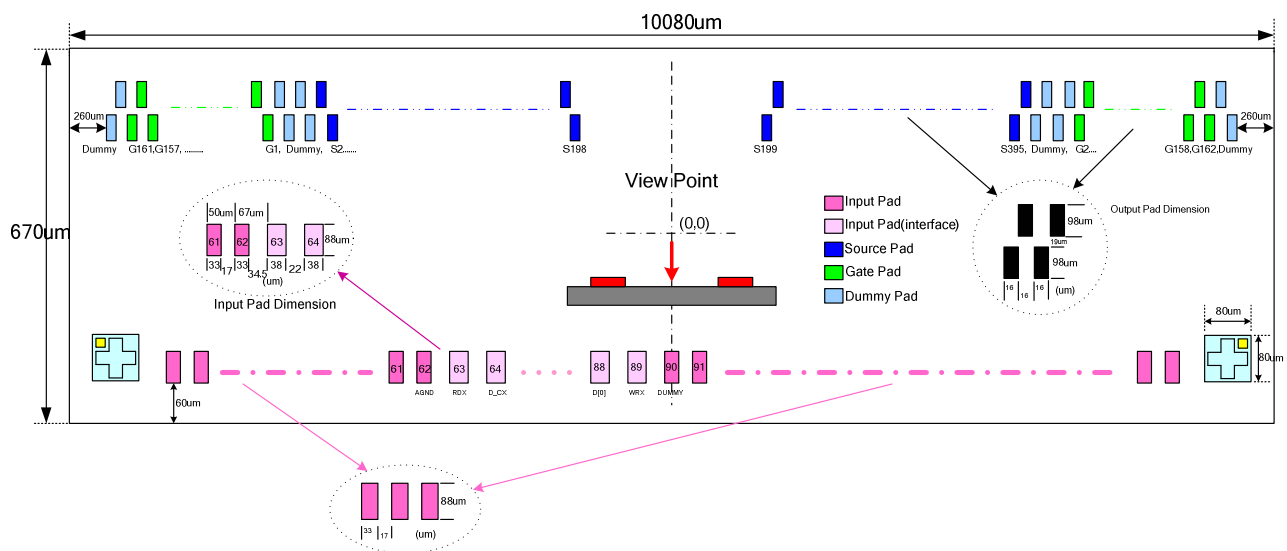 10080um
260um
260um
Dummy
G161,G157, ........
G1, Dummy, S2......
S198
S199
S395, Dummy, G2...
G158,G162,Dummy
670um
View Point
(0,0)
Input Pad
Input Pad(interface)
Source Pad
Gate Pad
Dummy Pad
50um
67um
61
62
63
64
88um
33
17
33
34.5
38
22
38
(um)
Input Pad Dimension
Output Pad Dimension
98um
19um
98um
16
16
16
(um)
80um
80um
60um
61
62
63
64
88
89
90
91
AGND
RDX
D_CX
D[0]
WRX
DUMMY
88um
33
17
(um)